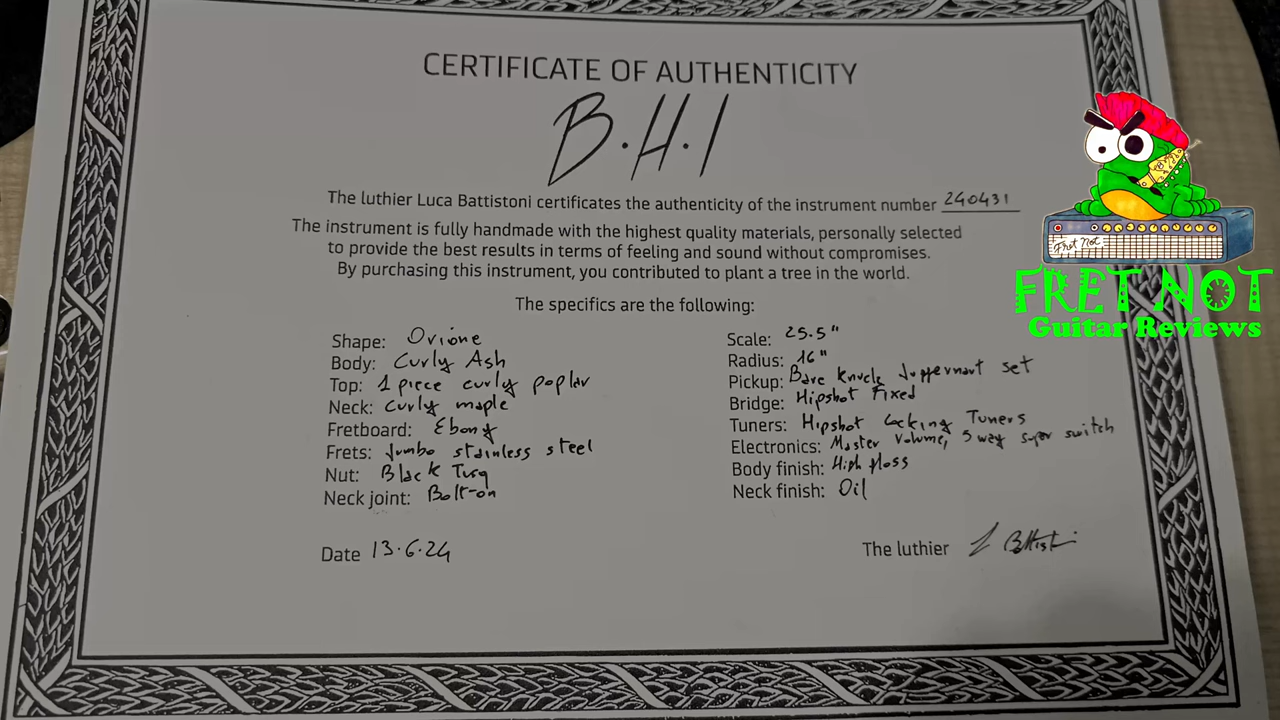 CERTIFICATE OF AUTHENTICITY
B.H.I
The luthier Luca Battistoni certificates the authenticity of the instrument number 240431
The instrument is fully handmade with the highest quality materials, personally selected
to provide the best results in terms of feeling and sound without compromises.
By purchasing this instrument, you contributed to plant a tree in the world.
The specifics are the following:
Shape: Orione
Body: Curly Ash
Top: 1 piece curly poplar
Neck: Curly maple
Fretboard: Ebony
Frets: Jumbo stainless steel
Nut: Black Tusq
Neck joint: Bolt-on
Date 13.6.24
Scale: 25.5"
Radius: 16"
Pickup: Bare Knucle Juggernaut set
Bridge: Hipshot Fixed
Tuners: Hipshot Locking Tuners
Electronics: Master Volume, 5 way super switch
Body finish: High gloss
Neck finish: Oil
The luthier L Battistoni
Fret Not
FRET NOT
Guitar Reviews